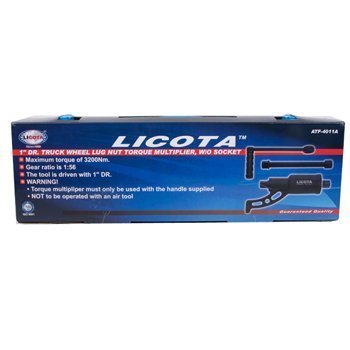 LICOTA
LICOTA™
ATF-4011A
1" DR. TRUCK WHEEL LUG NUT TORQUE MULTIPLIER, W/O SOCKET
• Maximum torque of 3200Nm.
• Gear ratio is 1:56
• The tool is driven with 1" DR.
• WARNING!
• Torque multiplipier must only be used with the handle supplied
• NOT to be operated with an air tool
Guaranteed Quality